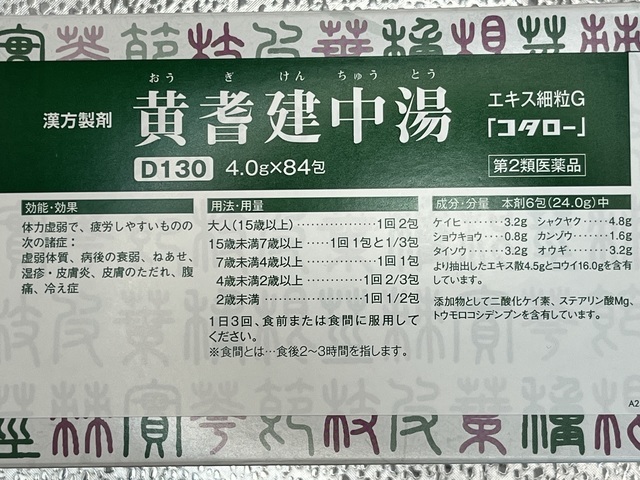 おう ぎ けん ちゅう とう
漢方製剤 黄耆建中湯 エキス細粒G
「コタロー」
D130 4.0g×84包 第2類医薬品
効能・効果
体力虚弱で、疲労しやすいものの
次の諸症:
虚弱体質、病後の衰弱、ねあせ、
湿疹・皮膚炎、皮膚のただれ、腹
痛、冷え症
用法・用量
大人(15歳以上)……………1回 2包
15歳未満7歳以上……1回 1包と1/3包
7歳未満4歳以上……………1回 1包
4歳未満2歳以上…………1回 2/3包
2歳未満……………………1回 1/2包
1日3回、食前または食間に服用して
ください。
※食間とは…食後2〜3時間を指します。
成分・分量 本剤6包(24.0g)中
ケイヒ………3.2g シャクヤク……4.8g
ショウキョウ……0.8g カンゾウ………1.6g
タイソウ………3.2g オウギ…………3.2g
より抽出したエキス散4.5gとコウイ16.0gを含有
しています。
添加物として二酸化ケイ素、ステアリン酸Mg、
トウモロコシデンプンを含有しています。
A2